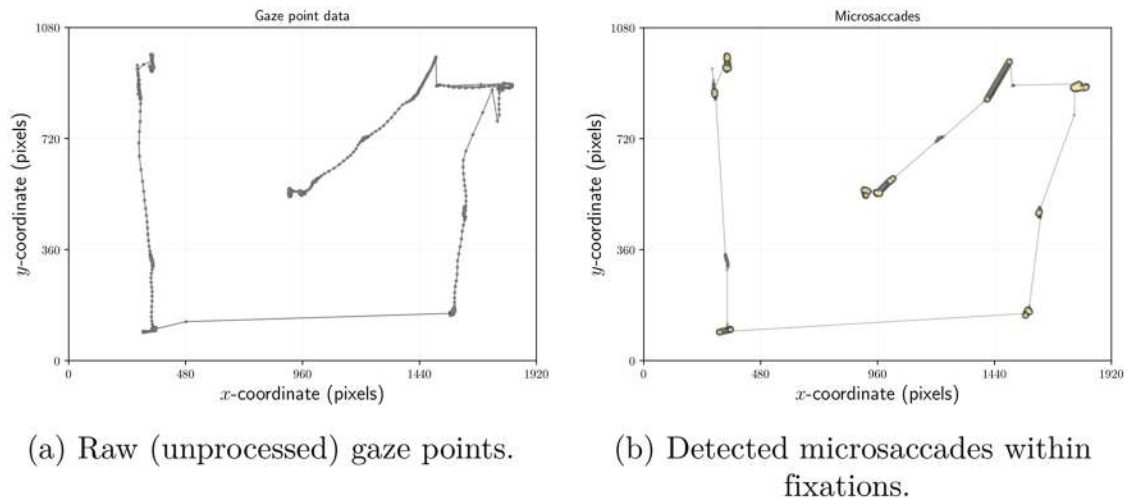 Gaze point data
1080
720
360
0
y-coordinate (pixels)
0 480 960 1440 1920
x-coordinate (pixels)
(a) Raw (unprocessed) gaze points.
Microsaccades
1080
720
360
0
y-coordinate (pixels)
0 480 960 1440 1920
x-coordinate (pixels)
(b) Detected microsaccades within
fixations.